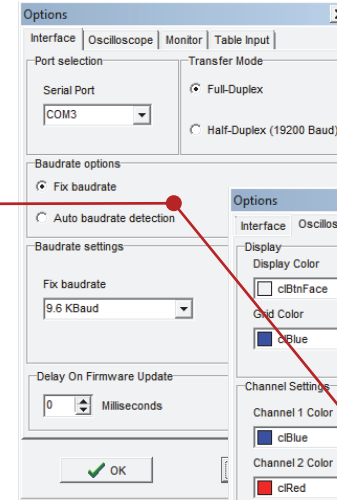 Options
Interface Oscilloscope Monitor Table Input
Port selection
Serial Port
COM3
Transfer Mode
Full-Duplex
Half-Duplex (19200 Baud)
Baudrate options
Fix baudrate
Auto baudrate detection
Baudrate settings
Fix baudrate
9.6 KBaud
Delay On Firmware Update
0 Milliseconds
OK
Options
Interface
Display
Display Color
clBtnFace
Grid Color
clBlue
Channel Settings
Channel 1 Color
clBlue
Channel 2 Color
clRed